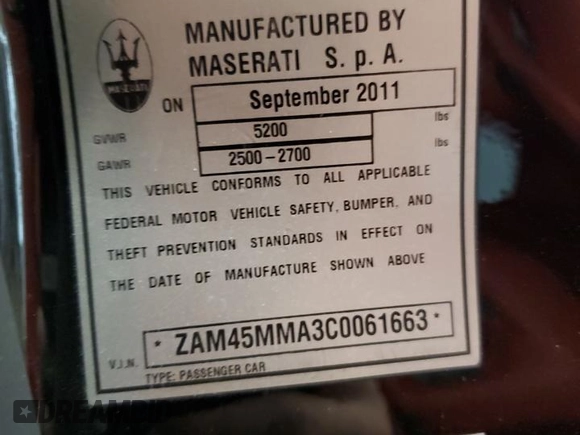 MANUFACTURED BY
MASERATI S. p. A.
MASERATI
ON September 2011
GVWR 5200 lbs
GAWR 2500-2700 lbs
THIS VEHICLE CONFORMS TO ALL APPLICABLE
FEDERAL MOTOR VEHICLE SAFETY, BUMPER, AND
THEFT PREVENTION STANDARDS IN EFFECT ON
THE DATE OF MANUFACTURE SHOWN ABOVE
V.I.N. * ZAM45MMA3C0061663 *
TYPE: PASSENGER CAR